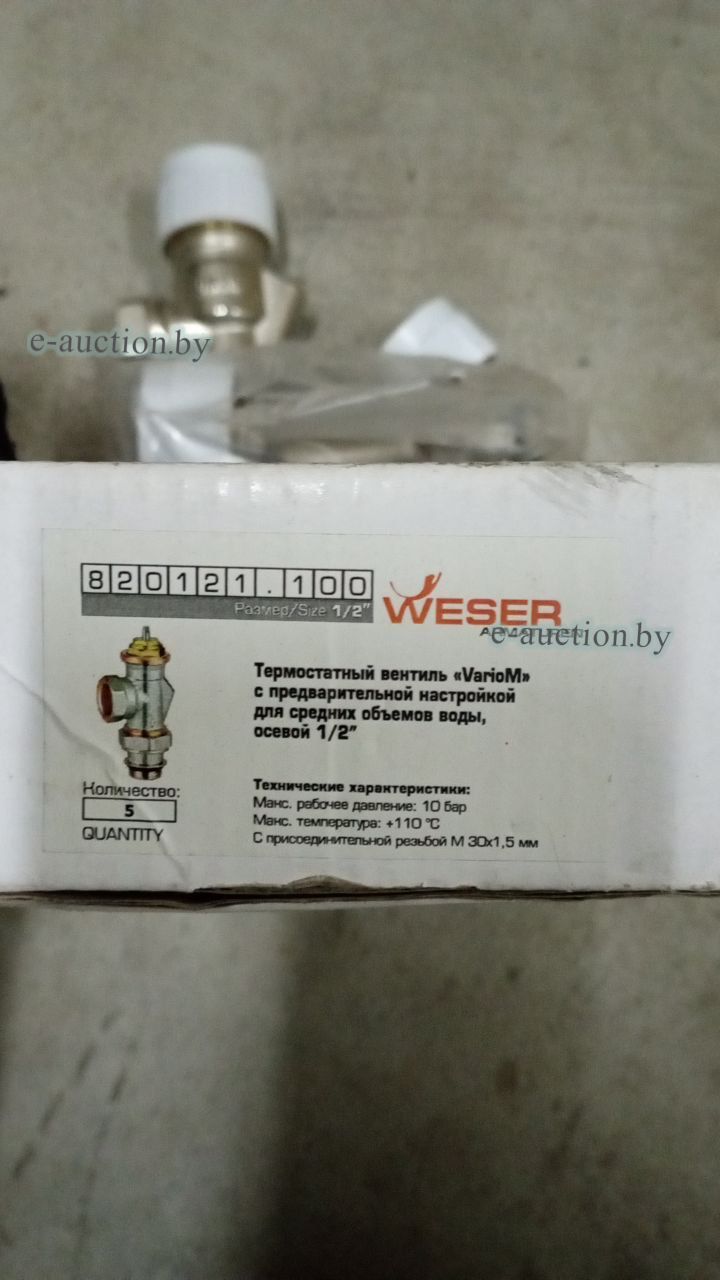 e-auction.by
820121.100
Размер/Size 1/2"
WESER
ARMATUREN
e-auction.by
Термостатный вентиль «VarioM»
с предварительной настройкой
для средних объемов воды,
осевой 1/2"
Количество:
5
QUANTITY
Технические характеристики:
Макс. рабочее давление: 10 бар
Макс. температура: +110 °C
С присоединительной резьбой М 30x1,5 мм